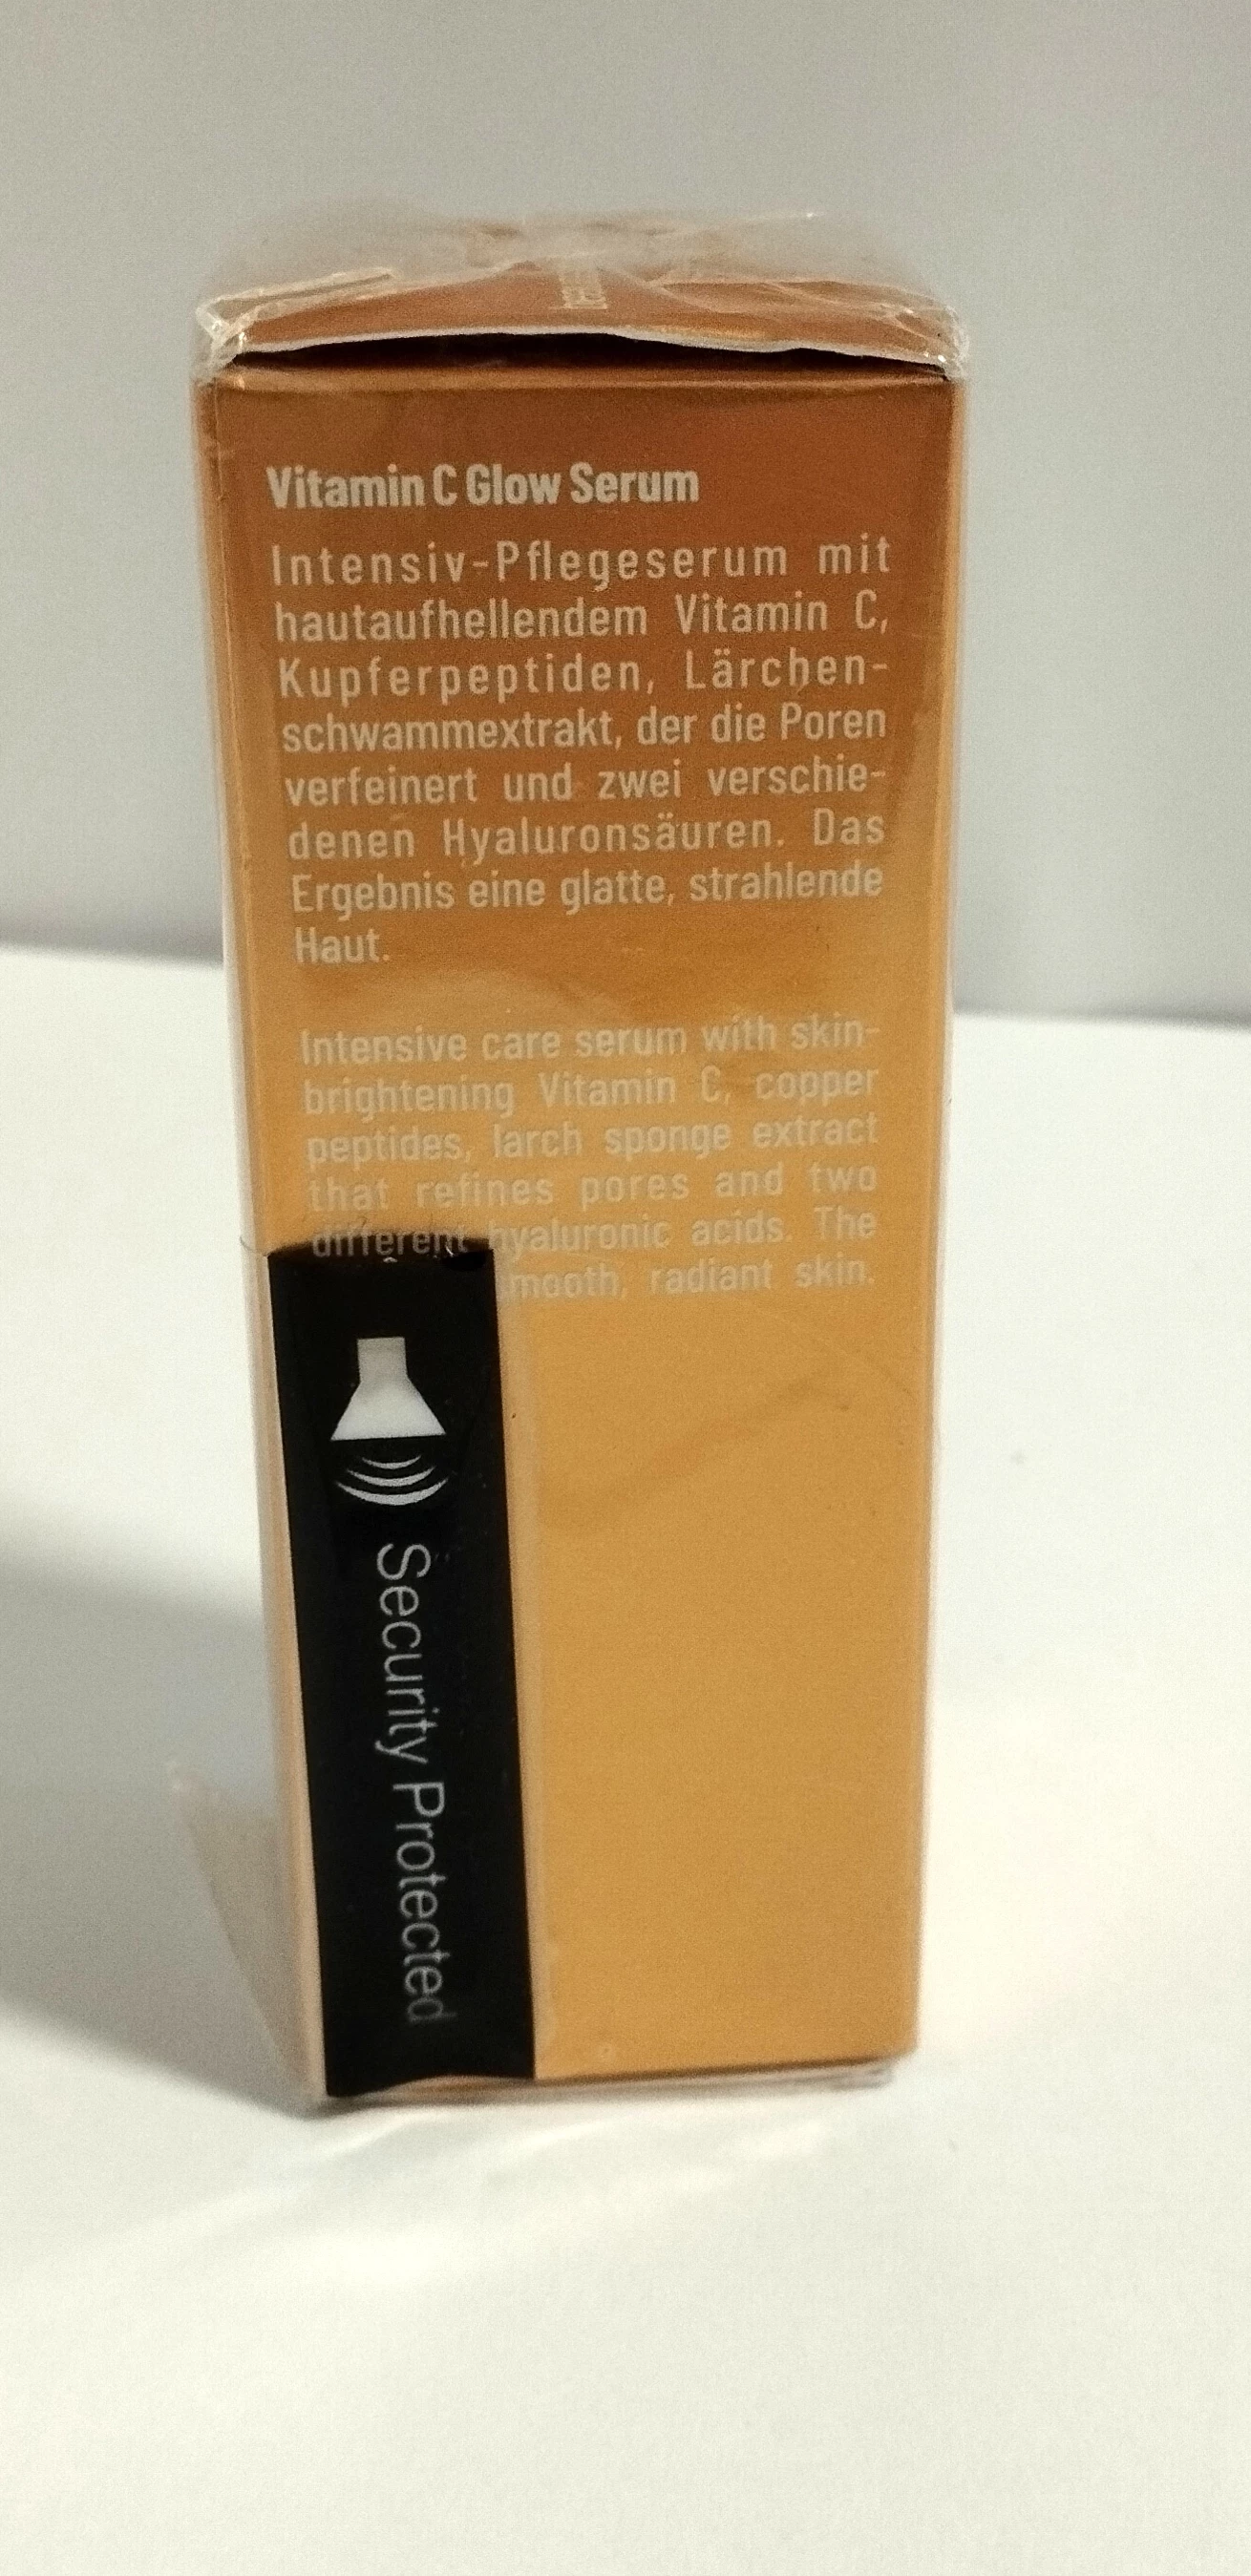 Vitamin C Glow Serum
Intensiv-Pflegeserum mit
hautaufhellendem Vitamin C,
Kupferpeptiden, Lärchen-
schwammextrakt, der die Poren
verfeinert und zwei verschie-
denen Hyaluronsäuren. Das
Ergebnis eine glatte, strahlende
Haut.
Intensive care serum with skin-
brightening Vitamin C, copper
peptides, larch sponge extract
that refines pores and two
different hyaluronic acids. The
smooth, radiant skin.
Security Protected